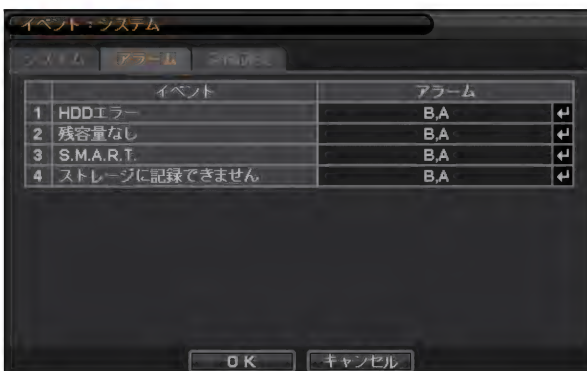 イベント:システム
システム アラーム
イベント アラーム
1 HDDエラー B,A
2 残容量なし B,A
3 S.M.A.R.T. B,A
4 ストレージに記録できません B,A
OK キャンセル